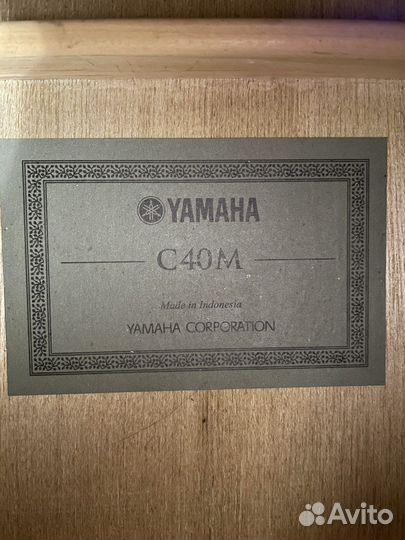 YAMAHA
C40M
Made in Indonesia
YAMAHA CORPORATION
Avito